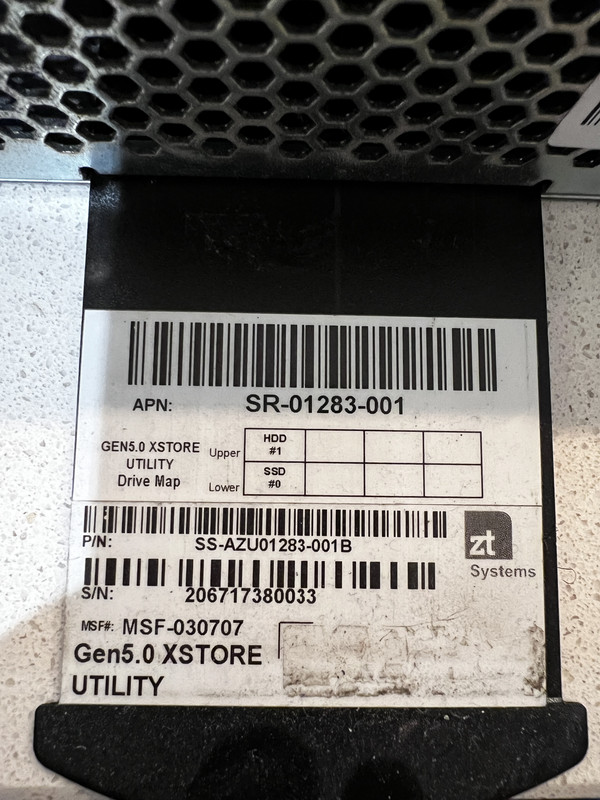 APN: SR-01283-001
GEN5.0 XSTORE
UTILITY
Drive Map
Upper
HDD
#1
Lower
SSD
#0
P/N: SS-AZU01283-001B
zt
Systems
S/N: 206717380033
MSF#: MSF-030707
Gen5.0 XSTORE
UTILITY